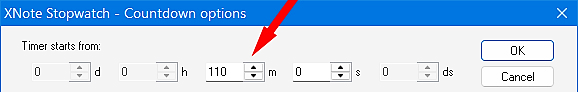 XNote Stopwatch - Countdown options
Timer starts from:
OK
0 d 0 h 110 m 0 s 0 ds
Cancel